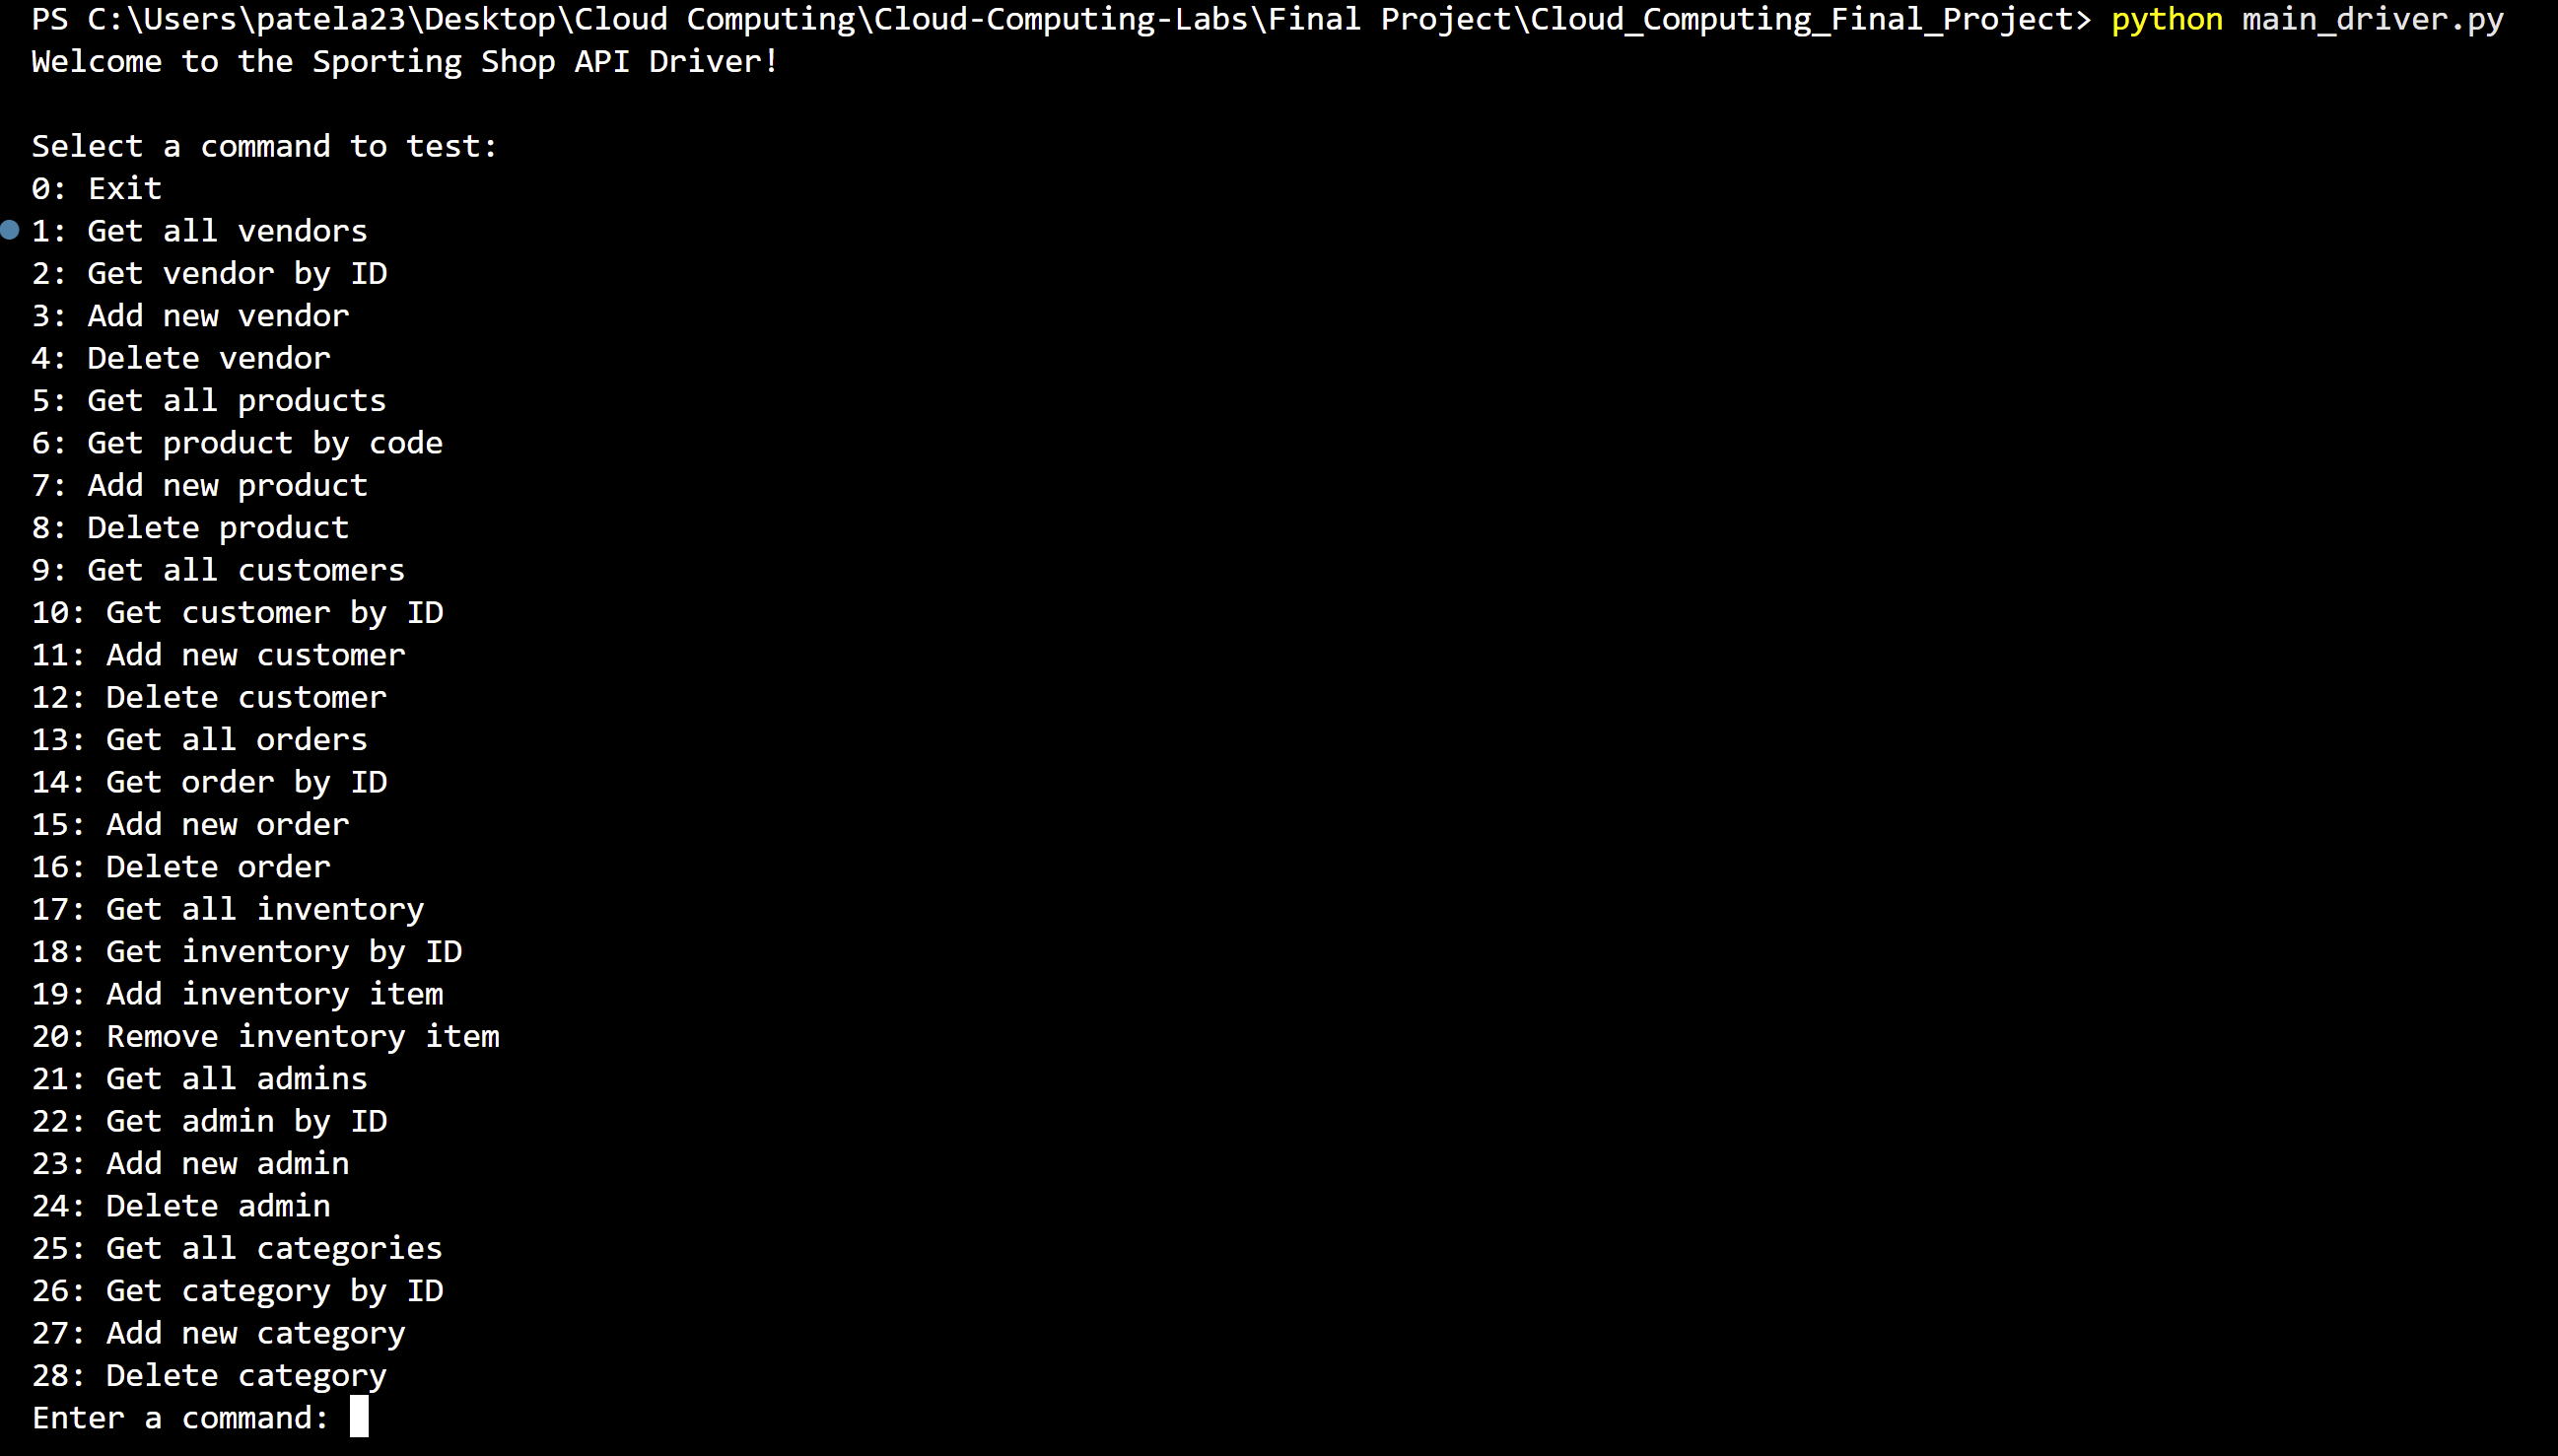 PS C:\Users\patela23\Desktop\Cloud Computing\Cloud-Computing-Labs\Final Project\Cloud_Computing_Final_Project> python main_driver.py
Welcome to the Sporting Shop API Driver!
Select a command to test:
0: Exit
1: Get all vendors
2: Get vendor by ID
3: Add new vendor
4: Delete vendor
5: Get all products
6: Get product by code
7: Add new product
8: Delete product
9: Get all customers
10: Get customer by ID
11: Add new customer
12: Delete customer
13: Get all orders
14: Get order by ID
15: Add new order
16: Delete order
17: Get all inventory
18: Get inventory by ID
19: Add inventory item
20: Remove inventory item
21: Get all admins
22: Get admin by ID
23: Add new admin
24: Delete admin
25: Get all categories
26: Get category by ID
27: Add new category
28: Delete category
Enter a command: